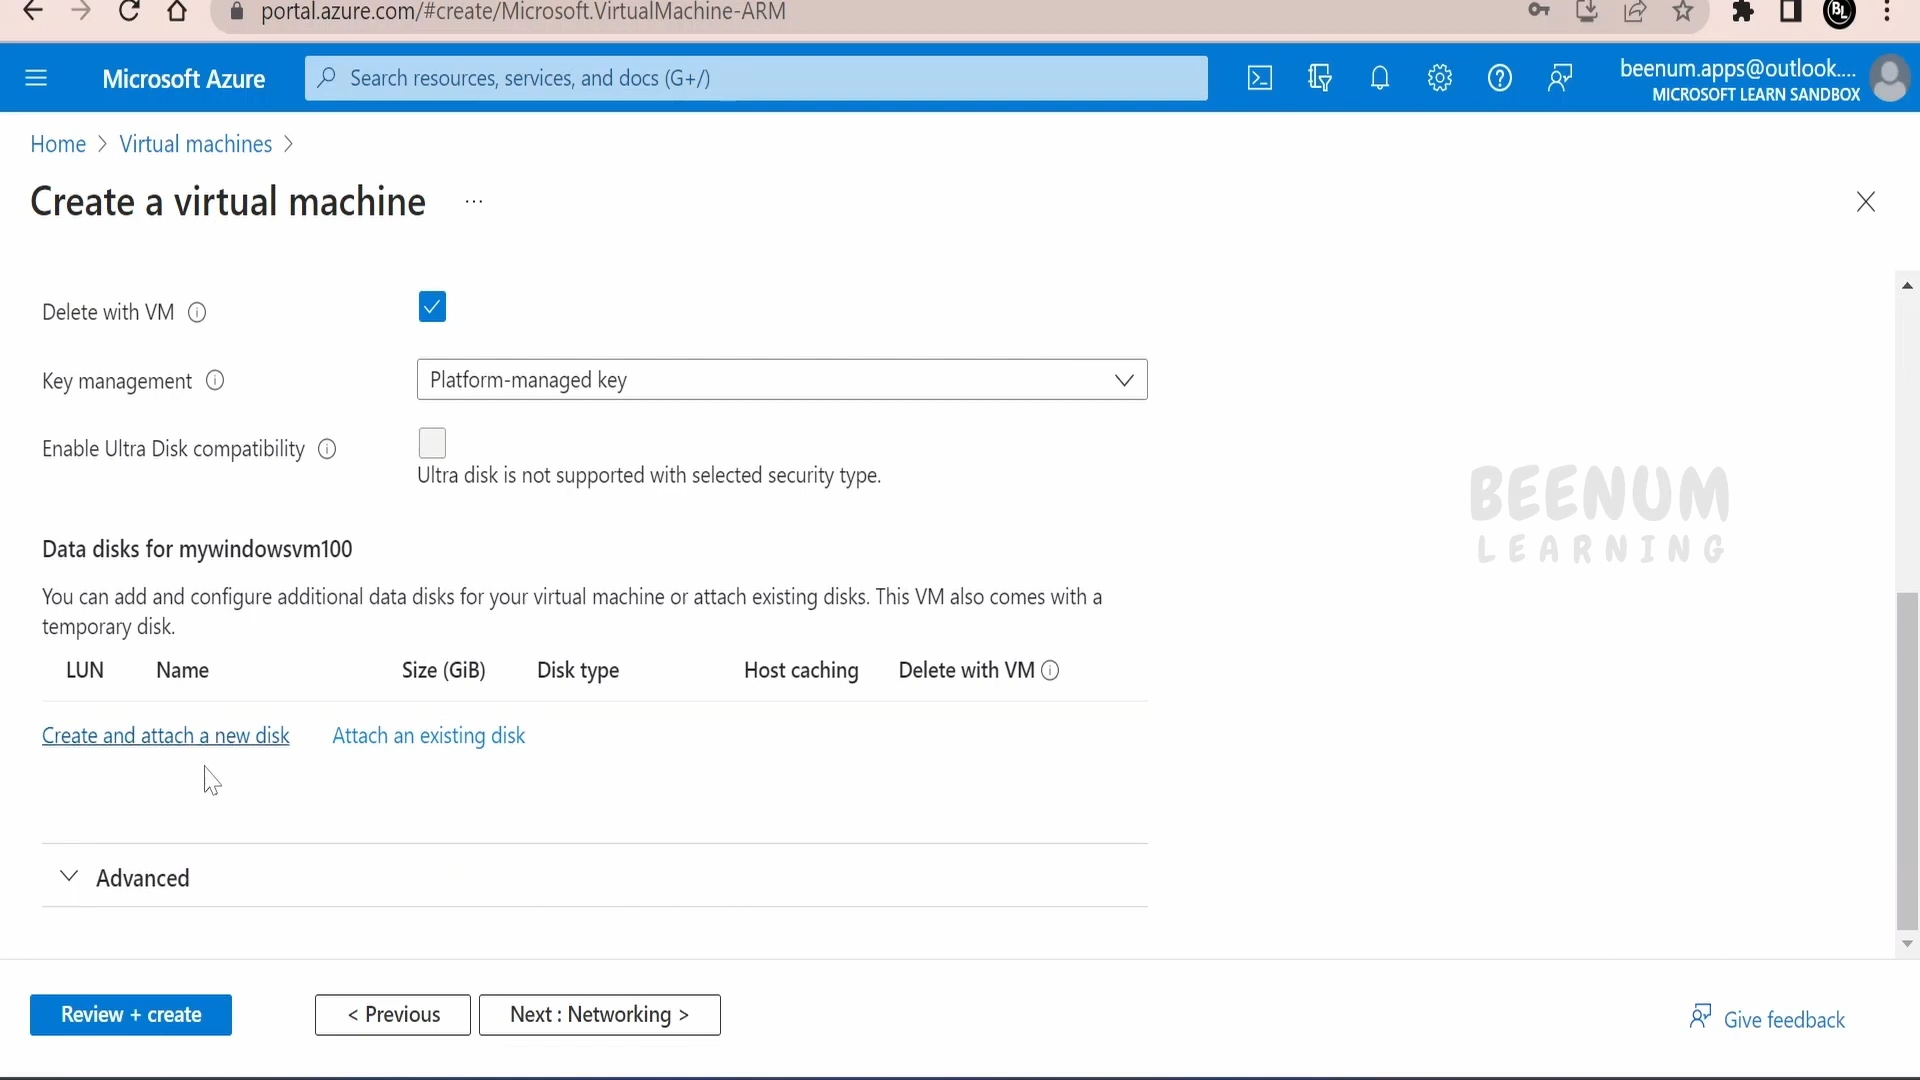 portal.azure.com/#create/Microsoft.VirtualMachine-ARM
BL
Microsoft Azure
Search resources, services, and docs (G+/)
beenum.apps@outlook....
MICROSOFT LEARN SANDBOX
Home > Virtual machines >
Create a virtual machine ...
Delete with VM
Key management
Platform-managed key
Enable Ultra Disk compatibility
Ultra disk is not supported with selected security type.
BEENUM
LEARNING
Data disks for mywindowsvm100
You can add and configure additional data disks for your virtual machine or attach existing disks. This VM also comes with a
temporary disk.
LUN Name Size (GiB) Disk type Host caching Delete with VM
Create and attach a new disk Attach an existing disk
Advanced
Review + create < Previous Next : Networking > Give feedback